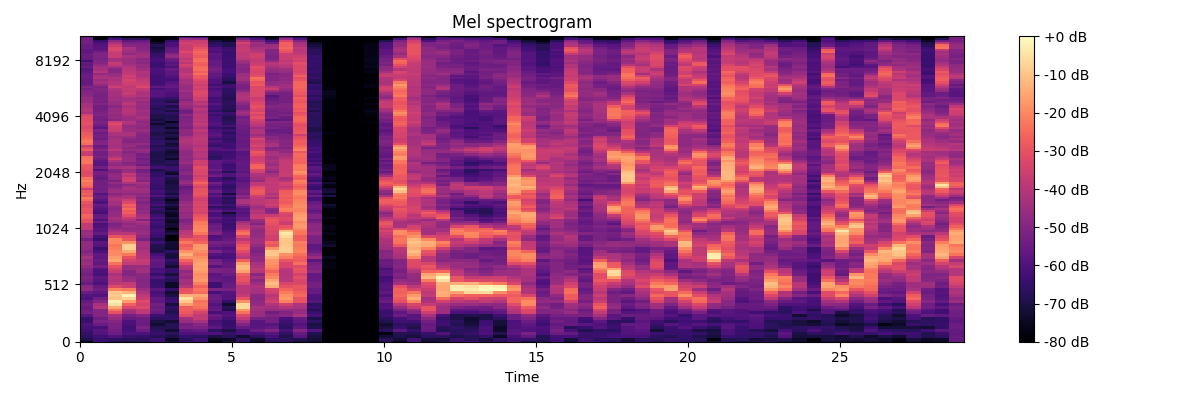 Mel spectrogram
8192
4096
2048
1024
512
0
Hz
0 5 10 15 20 25
Time
+0 dB
-10 dB
-20 dB
-30 dB
-40 dB
-50 dB
-60 dB
-70 dB
-80 dB